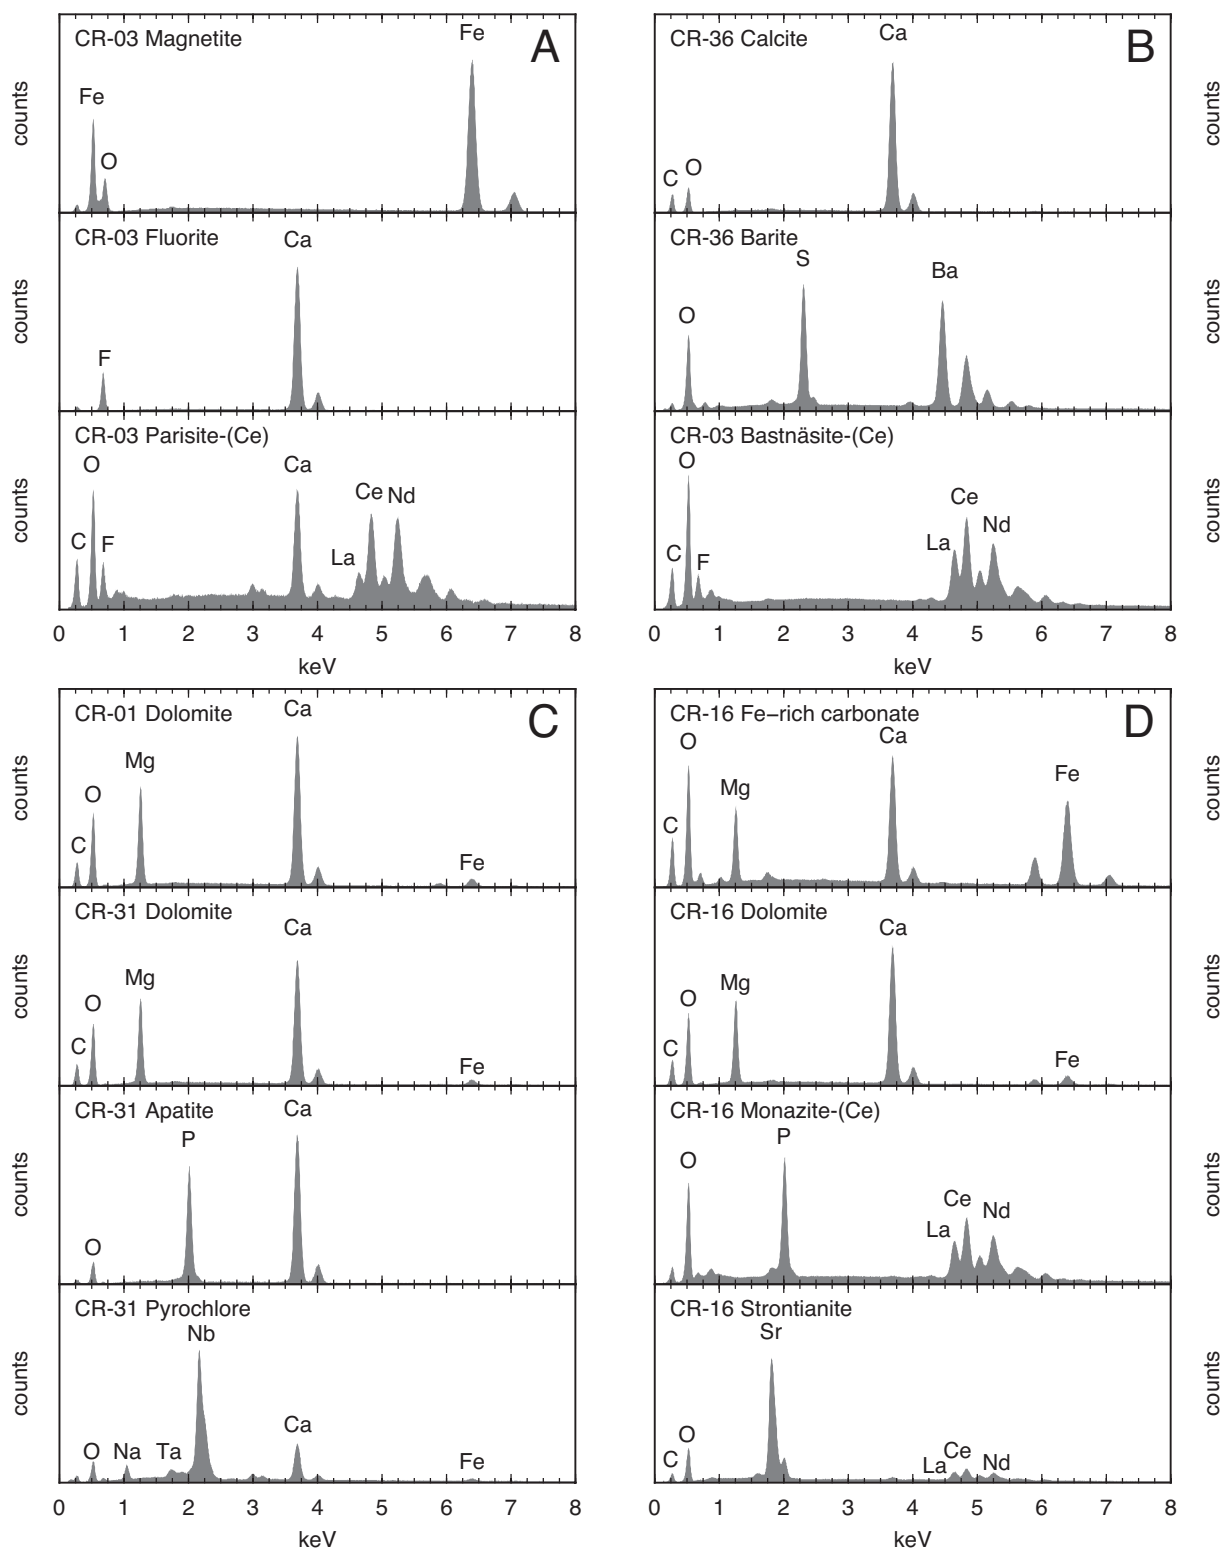 CR-03 Magnetite
A
Fe
Fe
O
counts
CR-03 Fluorite
Ca
F
counts
CR-03 Parisite-(Ce)
O
Ca
Ce Nd
C
F
La
counts
0 1 2 3 4 5 6 7 8
keV
CR-36 Calcite
B
Ca
C O
counts
CR-36 Barite
S
Ba
O
counts
CR-03 Bastnäsite-(Ce)
O
Ce
Nd
La
C
F
counts
0 1 2 3 4 5 6 7 8
keV
CR-01 Dolomite
C
Ca
Mg
O
C
Fe
counts
CR-31 Dolomite
Ca
Mg
O
C
Fe
counts
CR-31 Apatite
Ca
P
O
counts
CR-31 Pyrochlore
Nb
Ca
O Na Ta
Fe
counts
0 1 2 3 4 5 6 7 8
keV
CR-16 Fe–rich carbonate
D
O
Ca
Fe
Mg
C
counts
CR-16 Dolomite
Ca
Mg
O
C
Fe
counts
CR-16 Monazite-(Ce)
P
O
Ce
Nd
La
counts
CR-16 Strontianite
Sr
O
C
Ce
La
Nd
counts
0 1 2 3 4 5 6 7 8
keV